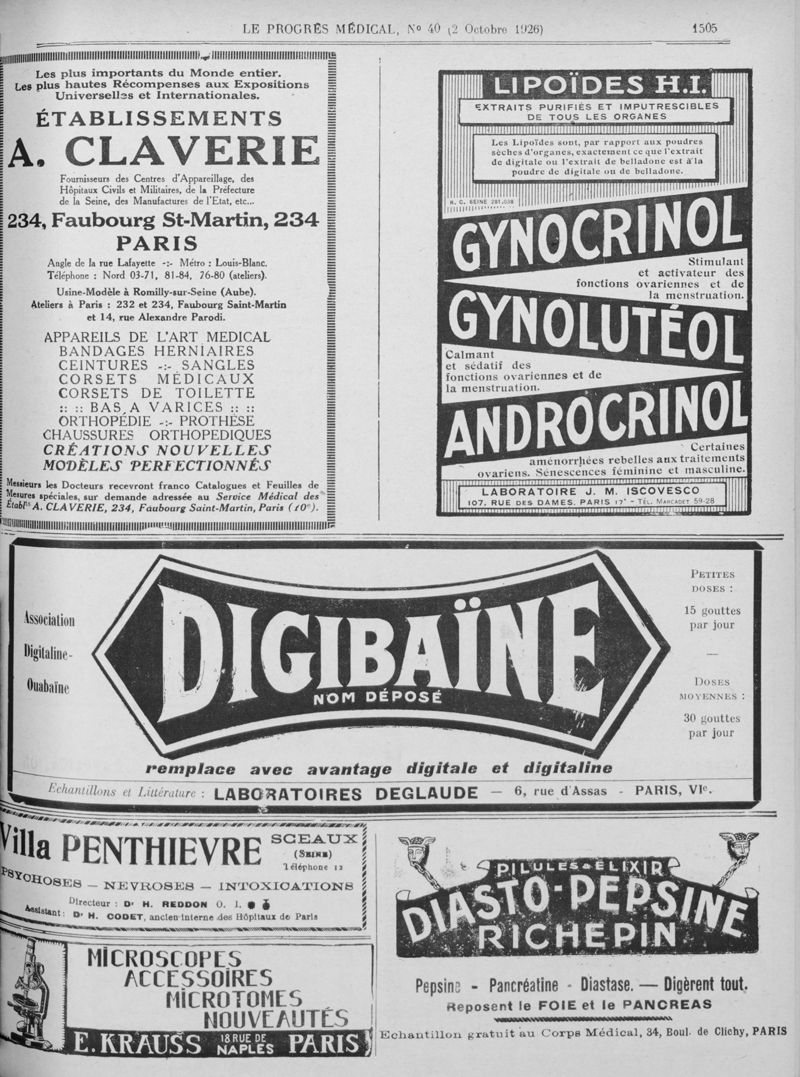 LE PROGRÈS MÉDICAL, No 40 (2 Octobre 1926)
1505
Les plus importants du Monde entier.
Les plus hautes Récompenses aux Expositions
Universelles et Internationales.
ÉTABLISSEMENTS
A. CLAVERIE
Fournisseurs des Centres d'Appareillage, des
Hôpitaux Civils et Militaires, de la Préfecture
de la Seine, des Manufactures de l'Etat, etc...
234, Faubourg St-Martin, 234
PARIS
Angle de la rue Lafayette -:- Métro : Louis-Blanc.
Téléphone : Nord 03-71, 81-84, 76-80 (ateliers).
Usine-Modèle à Romilly-sur-Seine (Aube).
Ateliers à Paris : 232 et 234, Faubourg Saint-Martin
et 14, rue Alexandre Parodi.
APPAREILS DE L'ART MEDICAL
BANDAGES HERNIAIRES
CEINTURES -:- SANGLES
CORSETS MÉDICAUX
CORSETS DE TOILETTE
:: :: BAS A VARICES :: ::
ORTHOPÉDIE -:- PROTHÈSE
CHAUSSURES ORTHOPEDIQUES
CRÉATIONS NOUVELLES
MODÈLES PERFECTIONNÉS
Messieurs les Docteurs recevront franco Catalogues et Feuilles de
Mesures spéciales, sur demande adressée au Service Médical des
Établts A. CLAVERIE, 234, Faubourg Saint-Martin, Paris (10e).
LIPOÏDES H.I.
EXTRAITS PURIFIÉS ET IMPUTRESCIBLES
DE TOUS LES ORGANES
Les Lipoïdes sont, par rapport aux poudres
sèches d'organes, exactement ce que l'extrait
de digitale ou l'extrait de belladone est à la
poudre de digitale ou de belladone.
R. C. SEINE 281.038
GYNOCRINOL
Stimulant
et activateur des
fonctions ovariennes et de
la menstruation.
GYNOLUTÉOL
Calmant
et sédatif des
fonctions ovariennes et de
la menstruation.
ANDROCRINOL
Certaines
aménorrhées rebelles aux traitements
ovariens. Sénescences féminine et masculine.
LABORATOIRE J. M. ISCOVESCO
107, RUE DES DAMES. PARIS 17e - TÉL. MARCADET 59-28
Association
Digitaline-
Ouabaïne
DIGIBAÏNE
NOM DÉPOSÉ
PETITES
DOSES :
15 gouttes
par jour
—
DOSES
MOYENNES :
30 gouttes
par jour
remplace avec avantage digitale et digitaline
Echantillons et Littérature : LABORATOIRES DEGLAUDE — 6, rue d'Assas - PARIS, VIe.
Villa PENTHIEVRE SCEAUX
(SEINE)
Téléphone 12
PSYCHOSES — NEVROSES — INTOXICATIONS
Directeur : Dr H. REDDON O. I.
Assistant : Dr H. CODET, ancien interne des Hôpitaux de Paris
MICROSCOPES
ACCESSOIRES
MICROTOMES
NOUVEAUTÉS
E. KRAUSS 18 RUE DE NAPLES PARIS
PILULES - ELIXIR
DIASTO-PEPSINE
RICHEPIN
Pepsine - Pancréatine - Diastase. — Digèrent tout.
Reposent le FOIE et le PANCREAS
Echantillon gratuit au Corps Médical, 34, Boul. de Clichy, PARIS